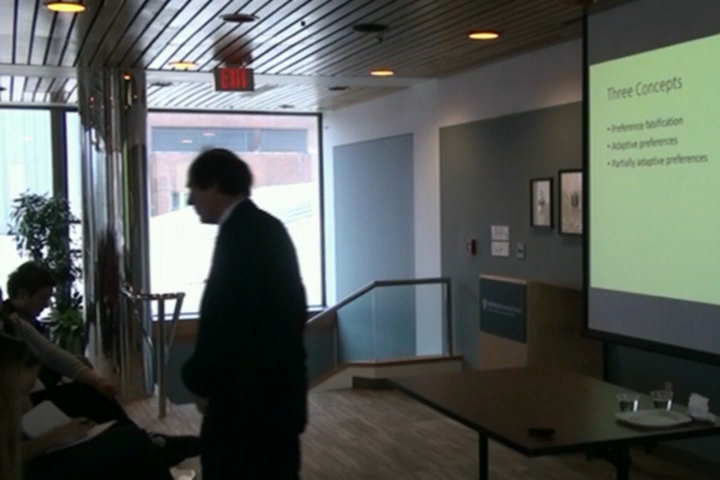 EXIT
Three Concepts
• Preference falsification
• Adaptive preferences
• Partially adaptive preferences